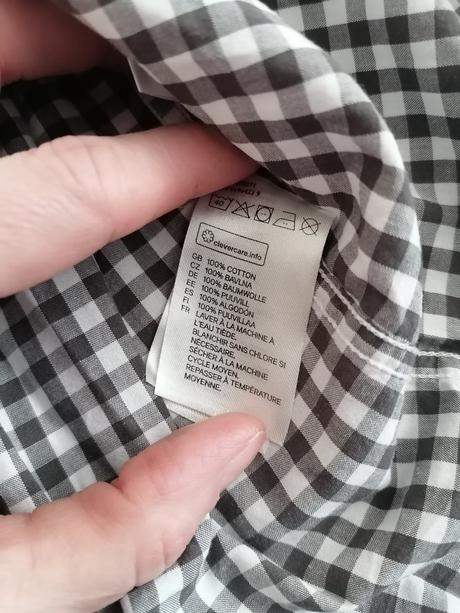 40
clevercare.info
GB 100% COTTON
CZ 100% BAVLNA
DE 100% BAUMWOLLE
EE 100% PUUVILL
ES 100% ALGODÓN
FI 100% PUUVILLAA
FR LAVER À LA MACHINE À
L'EAU TIÈDE.
BLANCHIR SANS CHLORE SI
NÉCESSAIRE.
SÉCHER À LA MACHINE
CYCLE MOYEN.
REPASSER À TEMPÉRATURE
MOYENNE.